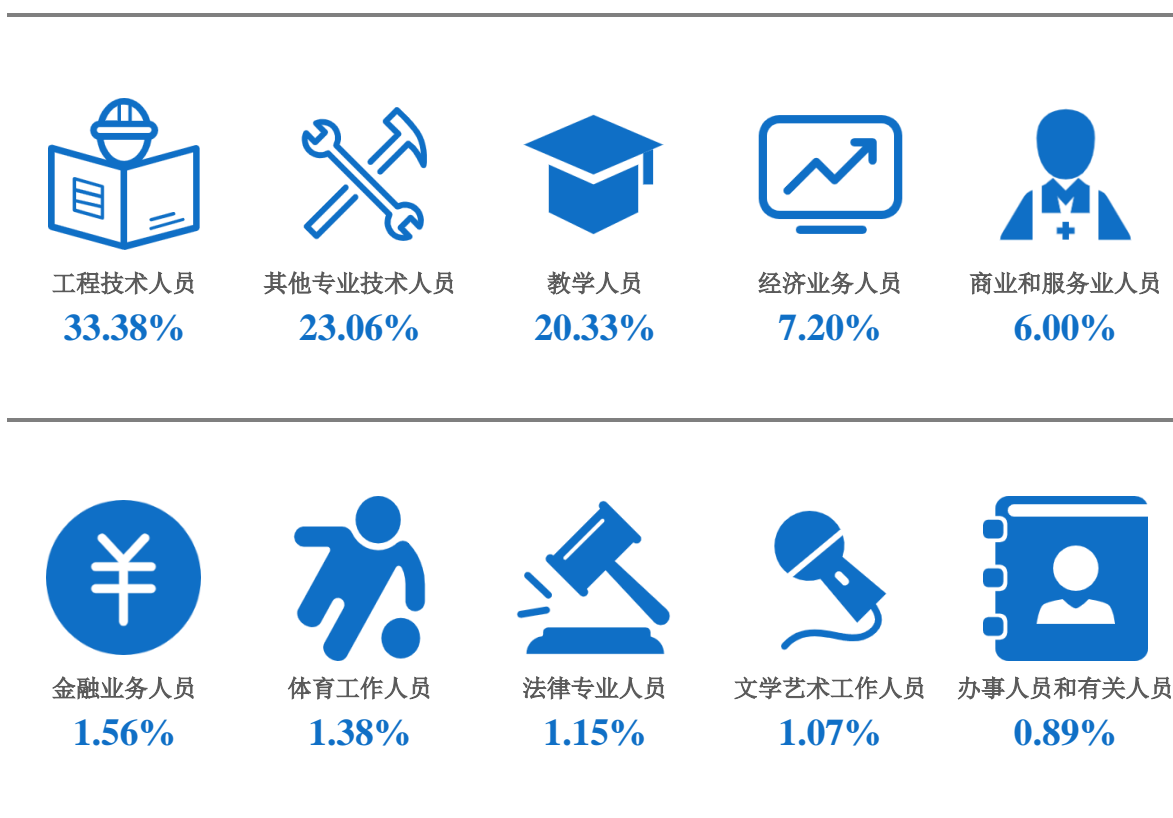 工程技术人员
33.38%
其他专业技术人员
23.06%
教学人员
20.33%
经济业务人员
7.20%
商业和服务业人员
6.00%
金融业务人员
1.56%
体育工作人员
1.38%
法律专业人员
1.15%
文学艺术工作人员
1.07%
办事人员和有关人员
0.89%